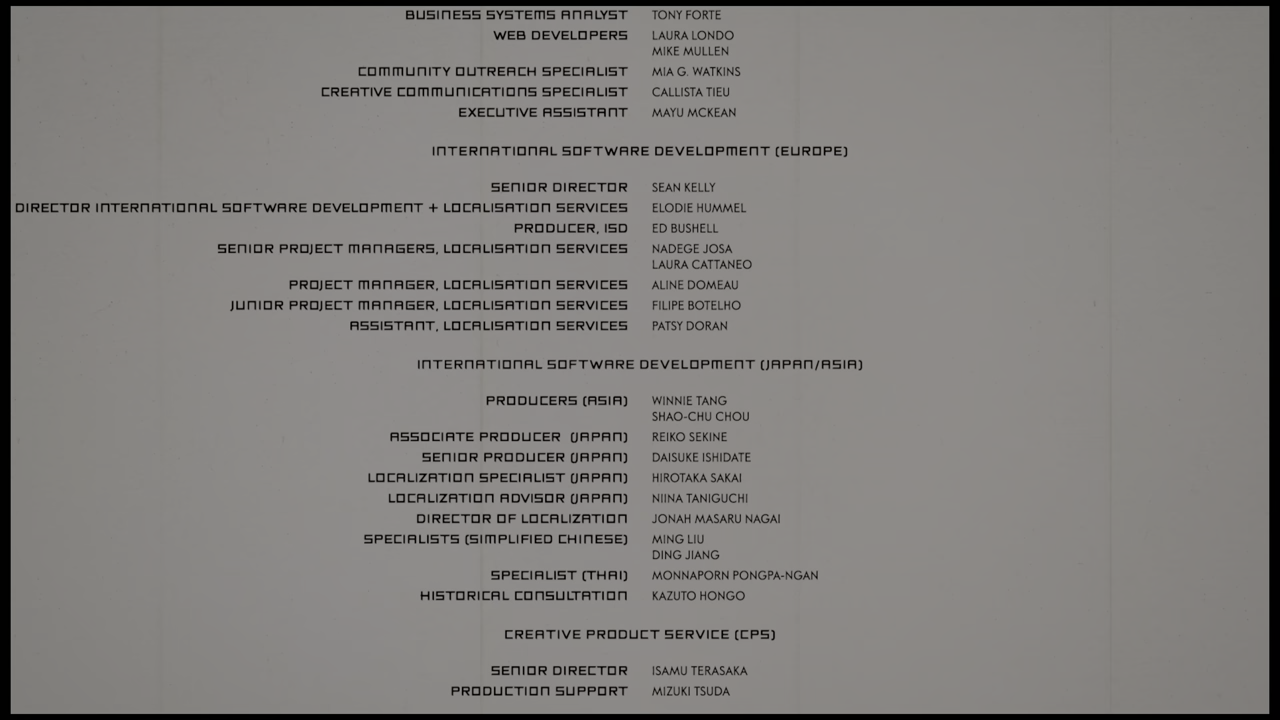 BUSINESS SYSTEMS ANALYST TONY FORTE
WEB DEVELOPERS LAURA LONDO
MIKE MULLEN
COMMUNITY OUTREACH SPECIALIST MIA G. WATKINS
CREATIVE COMMUNICATIONS SPECIALIST CALLISTA TIEU
EXECUTIVE ASSISTANT MAYU MCKEAN
INTERNATIONAL SOFTWARE DEVELOPMENT (EUROPE)
SENIOR DIRECTOR SEAN KELLY
DIRECTOR INTERNATIONAL SOFTWARE DEVELOPMENT + LOCALISATION SERVICES ELODIE HUMMEL
PRODUCER, ISD ED BUSHELL
SENIOR PROJECT MANAGERS, LOCALISATION SERVICES NADEGE JOSA
LAURA CATTANEO
PROJECT MANAGER, LOCALISATION SERVICES ALINE DOMEAU
JUNIOR PROJECT MANAGER, LOCALISATION SERVICES FILIPE BOTELHO
ASSISTANT, LOCALISATION SERVICES PATSY DORAN
INTERNATIONAL SOFTWARE DEVELOPMENT (JAPAN/ASIA)
PRODUCERS (ASIA) WINNIE TANG
SHAO-CHU CHOU
ASSOCIATE PRODUCER (JAPAN) REIKO SEKINE
SENIOR PRODUCER (JAPAN) DAISUKE ISHIDATE
LOCALIZATION SPECIALIST (JAPAN) HIROTAKA SAKAI
LOCALIZATION ADVISOR (JAPAN) NIINA TANIGUCHI
DIRECTOR OF LOCALIZATION JONAH MASARU NAGAI
SPECIALISTS (SIMPLIFIED CHINESE) MING LIU
DING JIANG
SPECIALIST (THAI) MONNAPORN PONGPA-NGAN
HISTORICAL CONSULTATION KAZUTO HONGO
CREATIVE PRODUCT SERVICE (CPS)
SENIOR DIRECTOR ISAMU TERASAKA
PRODUCTION SUPPORT MIZUKI TSUDA